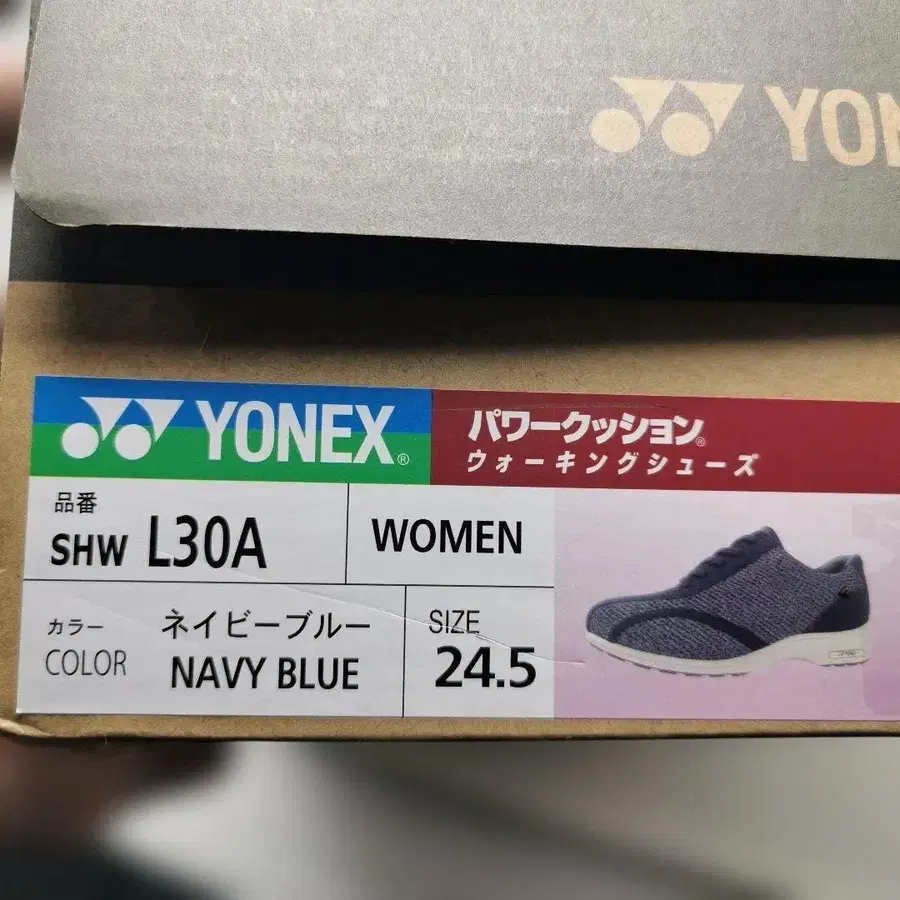 YONEX
パワークッション®
ウォーキングシューズ
品番
SHW L30A
WOMEN
カラー
COLOR
ネイビーブルー
NAVY BLUE
SIZE
24.5